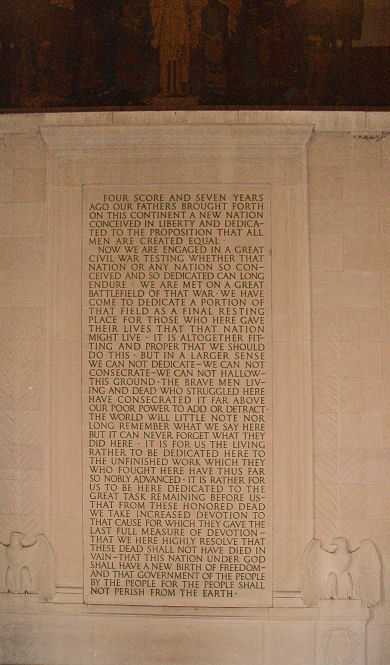 FOUR SCORE AND SEVEN YEARS
AGO OUR FATHERS BROUGHT FORTH
ON THIS CONTINENT A NEW NATION
CONCEIVED IN LIBERTY AND DEDICA-
TED TO THE PROPOSITION THAT ALL
MEN ARE CREATED EQUAL ·
NOW WE ARE ENGAGED IN A GREAT
CIVIL WAR TESTING WHETHER THAT
NATION OR ANY NATION SO CON-
CEIVED AND SO DEDICATED CAN LONG
ENDURE · WE ARE MET ON A GREAT
BATTLEFIELD OF THAT WAR · WE HAVE
COME TO DEDICATE A PORTION OF
THAT FIELD AS A FINAL RESTING
PLACE FOR THOSE WHO HERE GAVE
THEIR LIVES THAT THAT NATION
MIGHT LIVE · IT IS ALTOGETHER FIT-
TING AND PROPER THAT WE SHOULD
DO THIS · BUT IN A LARGER SENSE
WE CAN NOT DEDICATE–WE CAN NOT
CONSECRATE–WE CAN NOT HALLOW–
THIS GROUND · THE BRAVE MEN LIV-
ING AND DEAD WHO STRUGGLED HERE
HAVE CONSECRATED IT FAR ABOVE
OUR POOR POWER TO ADD OR DETRACT ·
THE WORLD WILL LITTLE NOTE NOR
LONG REMEMBER WHAT WE SAY HERE
BUT IT CAN NEVER FORGET WHAT THEY
DID HERE · IT IS FOR US THE LIVING
RATHER TO BE DEDICATED HERE TO
THE UNFINISHED WORK WHICH THEY
WHO FOUGHT HERE HAVE THUS FAR
SO NOBLY ADVANCED · IT IS RATHER FOR
US TO BE HERE DEDICATED TO THE
GREAT TASK REMAINING BEFORE US–
THAT FROM THESE HONORED DEAD
WE TAKE INCREASED DEVOTION TO
THAT CAUSE FOR WHICH THEY GAVE THE
LAST FULL MEASURE OF DEVOTION–
THAT WE HERE HIGHLY RESOLVE THAT
THESE DEAD SHALL NOT HAVE DIED IN
VAIN–THAT THIS NATION UNDER GOD
SHALL HAVE A NEW BIRTH OF FREEDOM–
AND THAT GOVERNMENT OF THE PEOPLE
BY THE PEOPLE FOR THE PEOPLE SHALL
NOT PERISH FROM THE EARTH ·